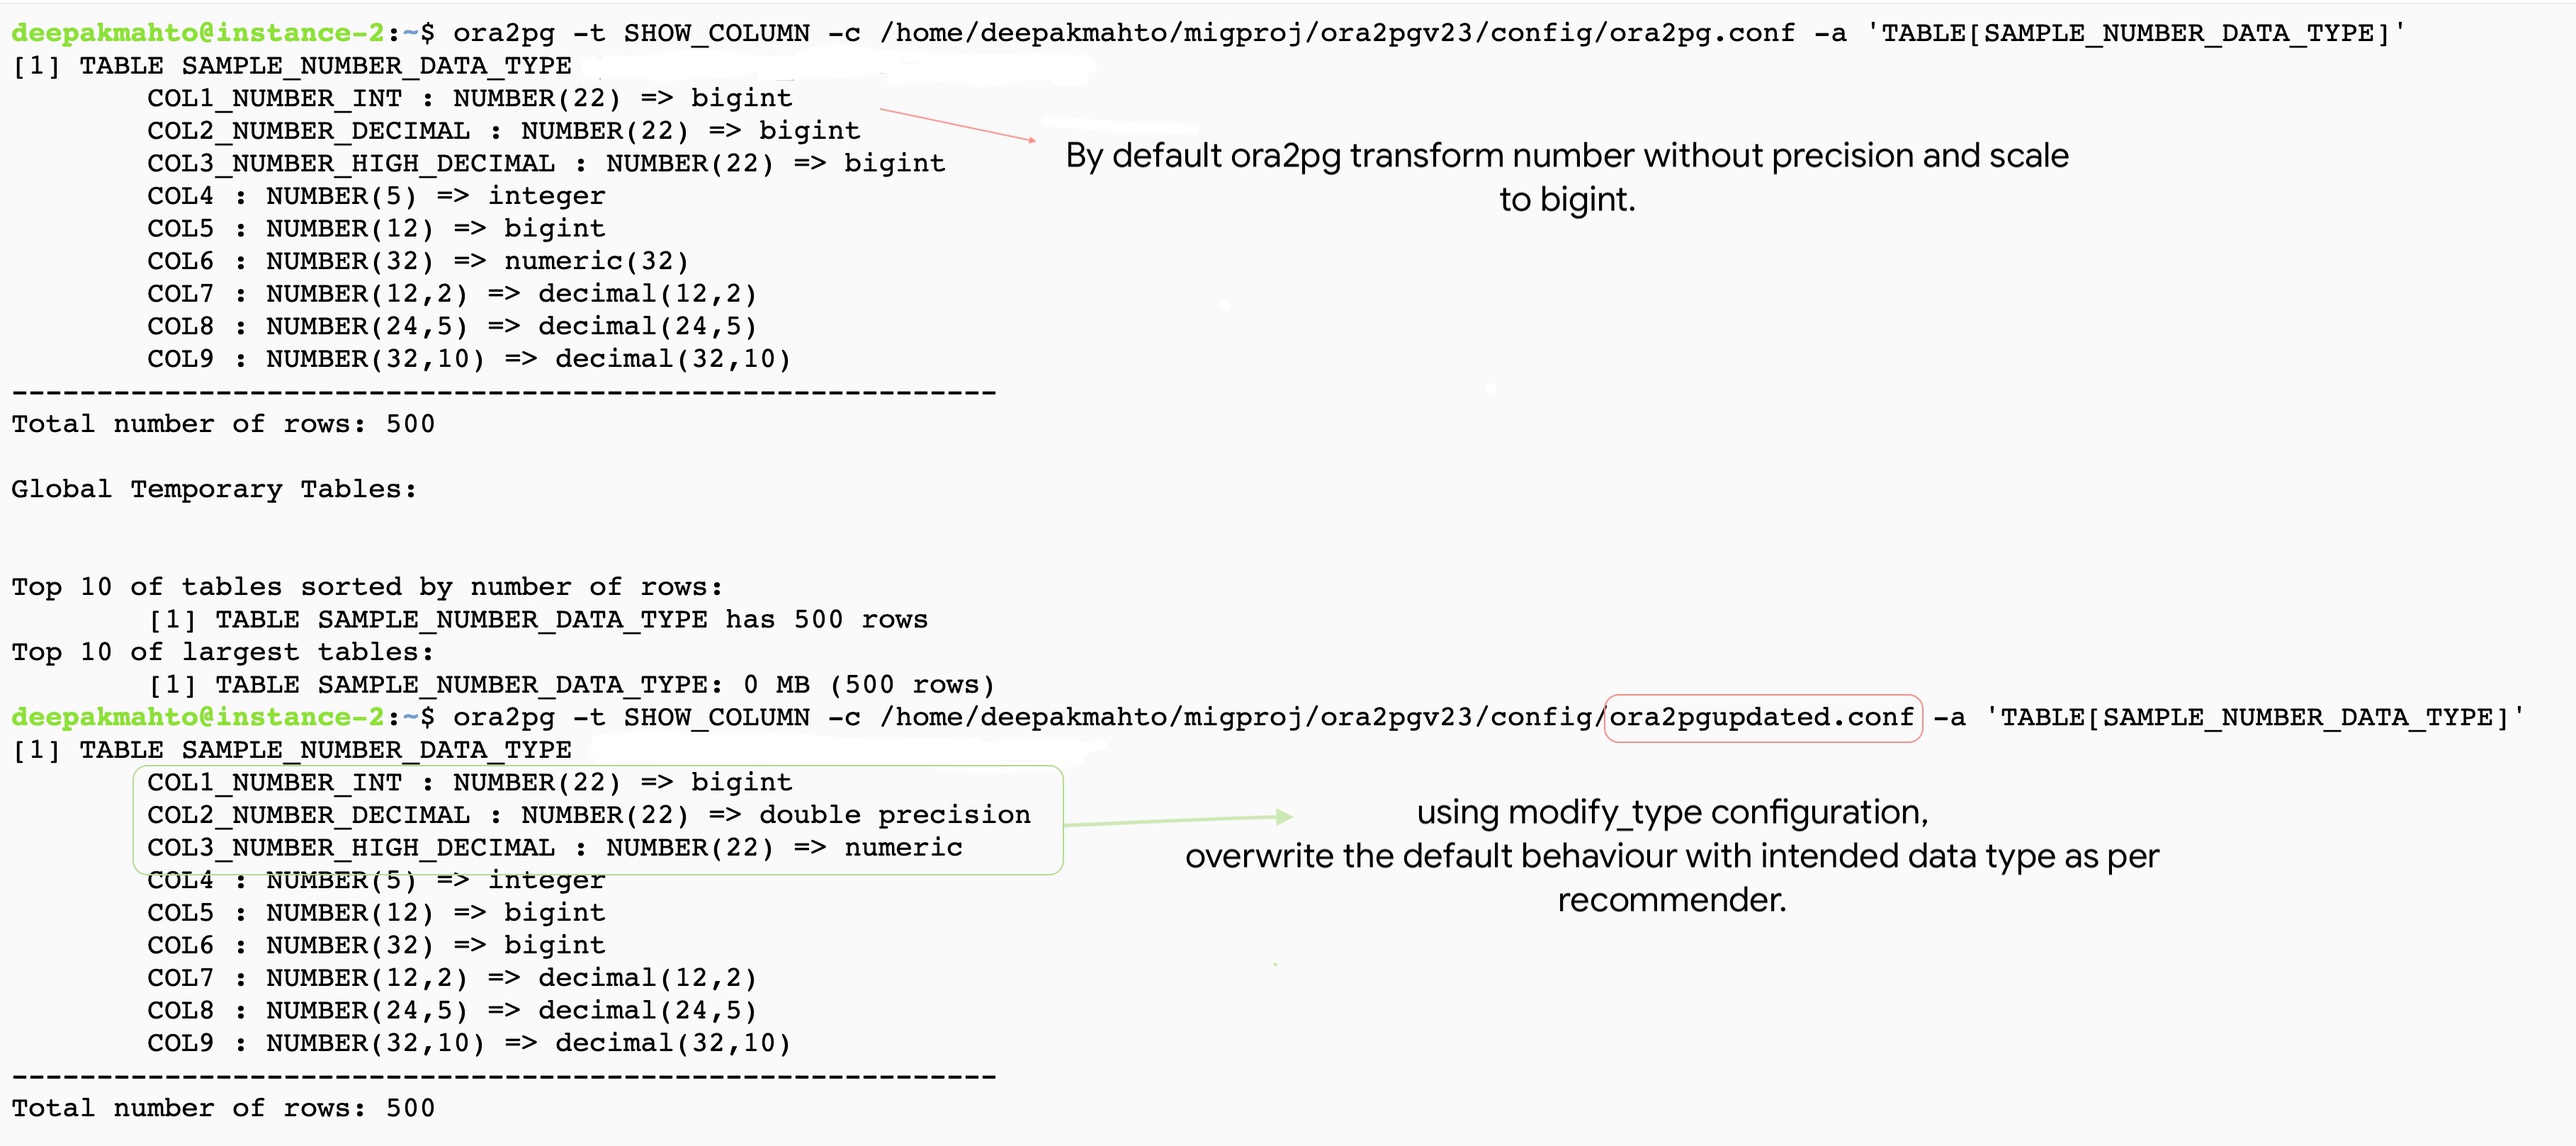 deepakmahto@instance-2:~$ ora2pg -t SHOW_COLUMN -c /home/deepakmahto/migproj/ora2pgv23/config/ora2pg.conf -a 'TABLE[SAMPLE_NUMBER_DATA_TYPE]'
[1] TABLE SAMPLE_NUMBER_DATA_TYPE
COL1_NUMBER_INT : NUMBER(22) => bigint
COL2_NUMBER_DECIMAL : NUMBER(22) => bigint
COL3_NUMBER_HIGH_DECIMAL : NUMBER(22) => bigint
By default ora2pg transform number without precision and scale
to bigint.
COL4 : NUMBER(5) => integer
COL5 : NUMBER(12) => bigint
COL6 : NUMBER(32) => numeric(32)
COL7 : NUMBER(12,2) => decimal(12,2)
COL8 : NUMBER(24,5) => decimal(24,5)
COL9 : NUMBER(32,10) => decimal(32,10)
----------------------------------------------------------
Total number of rows: 500
Global Temporary Tables:
Top 10 of tables sorted by number of rows:
[1] TABLE SAMPLE_NUMBER_DATA_TYPE has 500 rows
Top 10 of largest tables:
[1] TABLE SAMPLE_NUMBER_DATA_TYPE: 0 MB (500 rows)
deepakmahto@instance-2:~$ ora2pg -t SHOW_COLUMN -c /home/deepakmahto/migproj/ora2pgv23/config/ora2pgupdated.conf -a 'TABLE[SAMPLE_NUMBER_DATA_TYPE]'
[1] TABLE SAMPLE_NUMBER_DATA_TYPE
COL1_NUMBER_INT : NUMBER(22) => bigint
COL2_NUMBER_DECIMAL : NUMBER(22) => double precision
COL3_NUMBER_HIGH_DECIMAL : NUMBER(22) => numeric
using modify_type configuration,
overwrite the default behaviour with intended data type as per
recommender.
COL4 : NUMBER(5) => integer
COL5 : NUMBER(12) => bigint
COL6 : NUMBER(32) => bigint
COL7 : NUMBER(12,2) => decimal(12,2)
COL8 : NUMBER(24,5) => decimal(24,5)
COL9 : NUMBER(32,10) => decimal(32,10)
----------------------------------------------------------
Total number of rows: 500